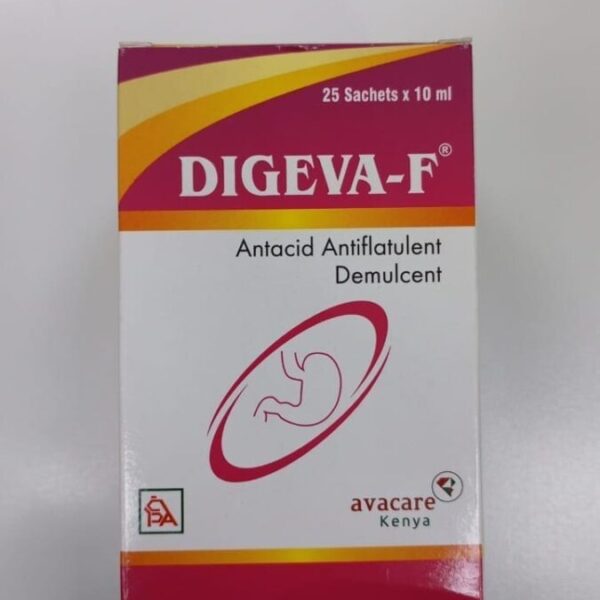 25 Sachets x 10 ml
DIGEVA-F®
Antacid Antiflatulent
Demulcent
avacare
Kenya